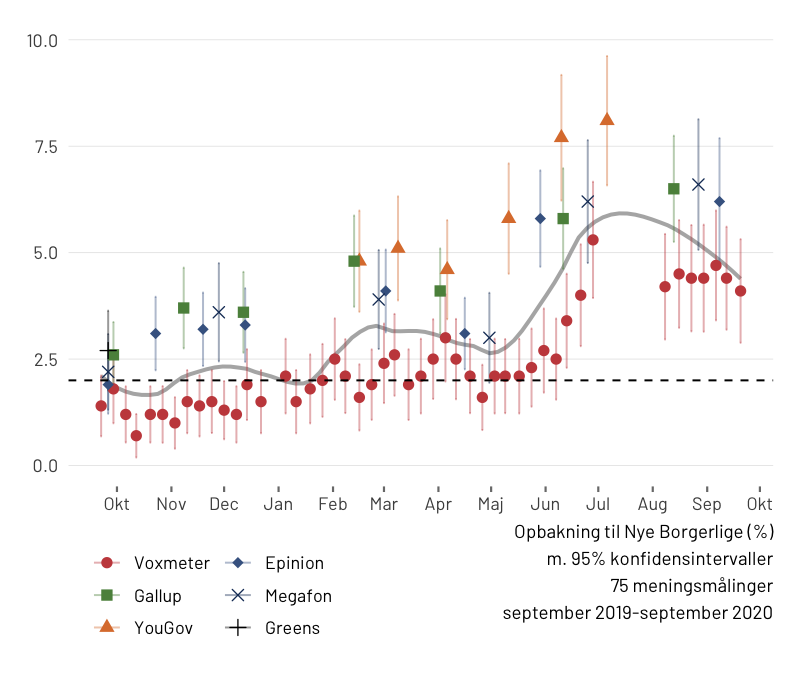 10.0
7.5
5.0
2.5
0.0
Okt Nov Dec Jan Feb Mar Apr Maj Jun Jul Aug Sep Okt
Opbakning til Nye Borgerlige (%)
m. 95% konfidensintervaller
75 meningsmålinger
september 2019-september 2020
Voxmeter Epinion
Gallup Megafon
YouGov Greens